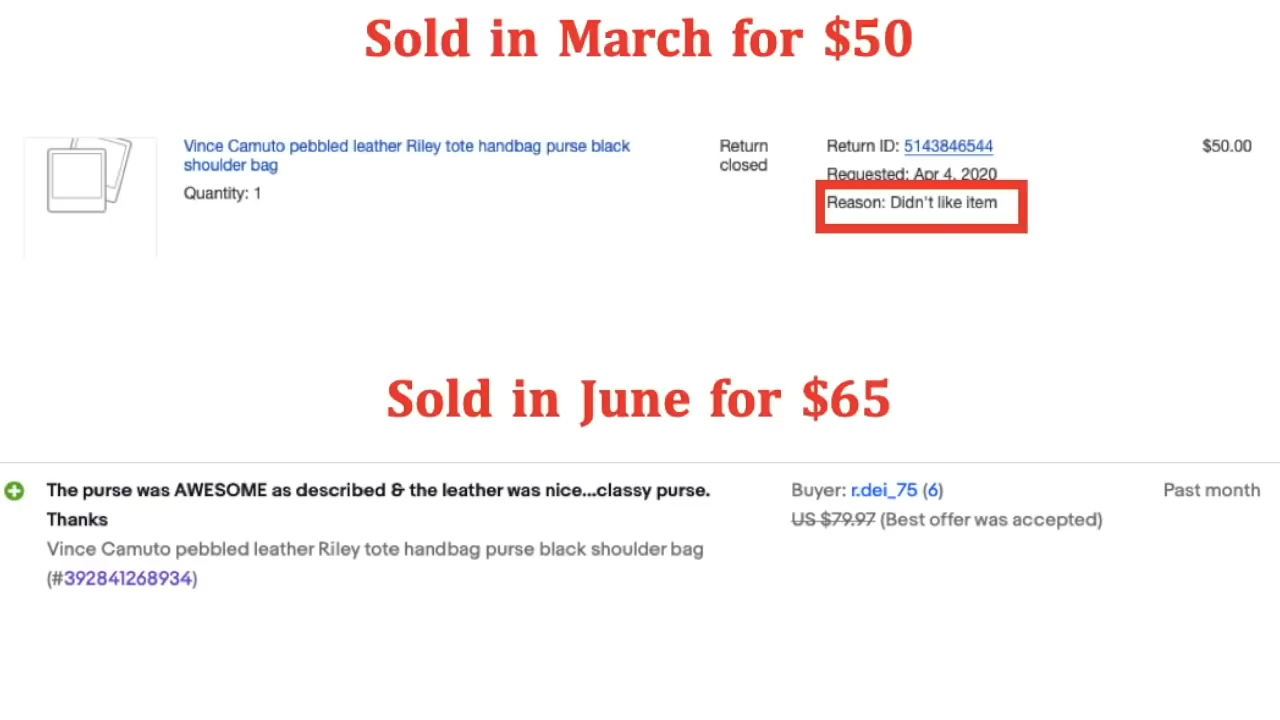 Sold in March for $50
Vince Camuto pebbled leather Riley tote handbag purse black
shoulder bag
Quantity: 1
Return
closed
Return ID: 5143846544
Requested: Apr 4, 2020
Reason: Didn't like item
$50.00
Sold in June for $65
The purse was AWESOME as described & the leather was nice...classy purse.
Thanks
Vince Camuto pebbled leather Riley tote handbag purse black shoulder bag
(#392841268934)
Buyer: r.dei_75 (6)
US $79.97 (Best offer was accepted)
Past month